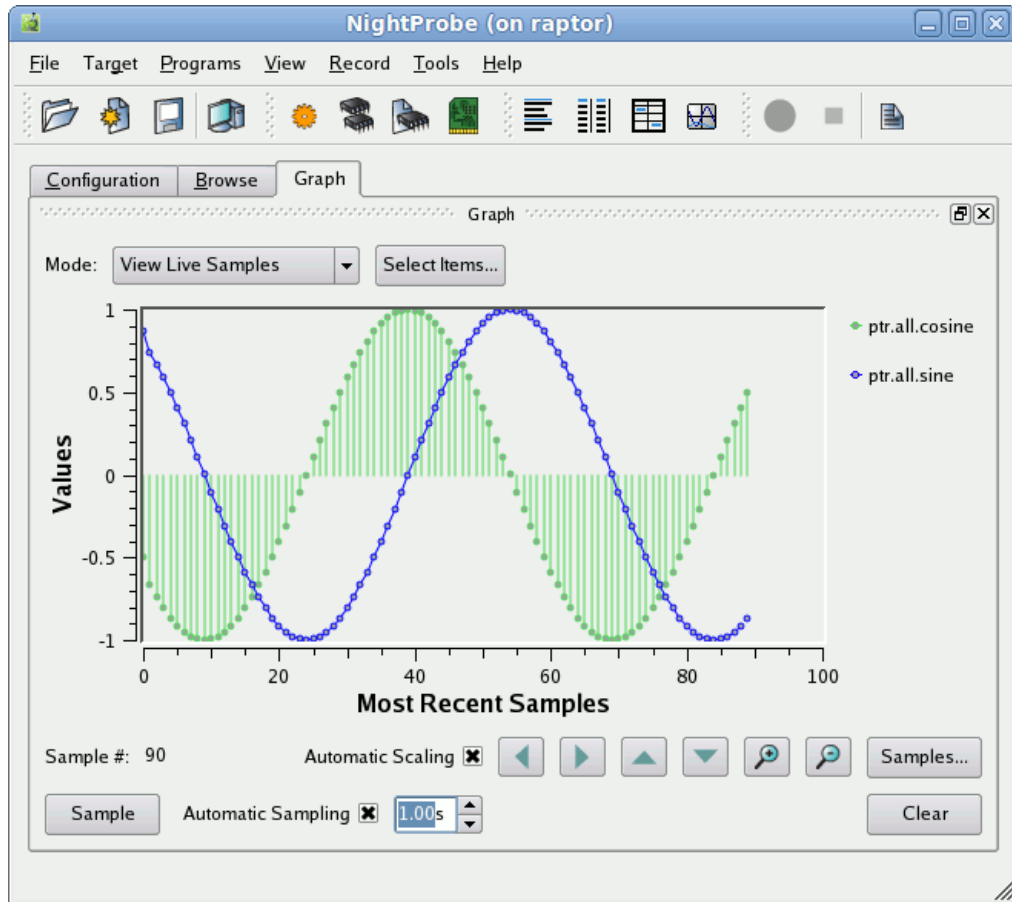 NightProbe (on raptor)
File Target Programs View Record Tools Help
Configuration Browse Graph
Graph
Mode: View Live Samples Select Items...
1
0.5
0
-0.5
-1
Values
ptr.all.cosine
ptr.all.sine
0 20 40 60 80 100
Most Recent Samples
Sample #: 90 Automatic Scaling Samples...
Sample Automatic Sampling 1.00s Clear